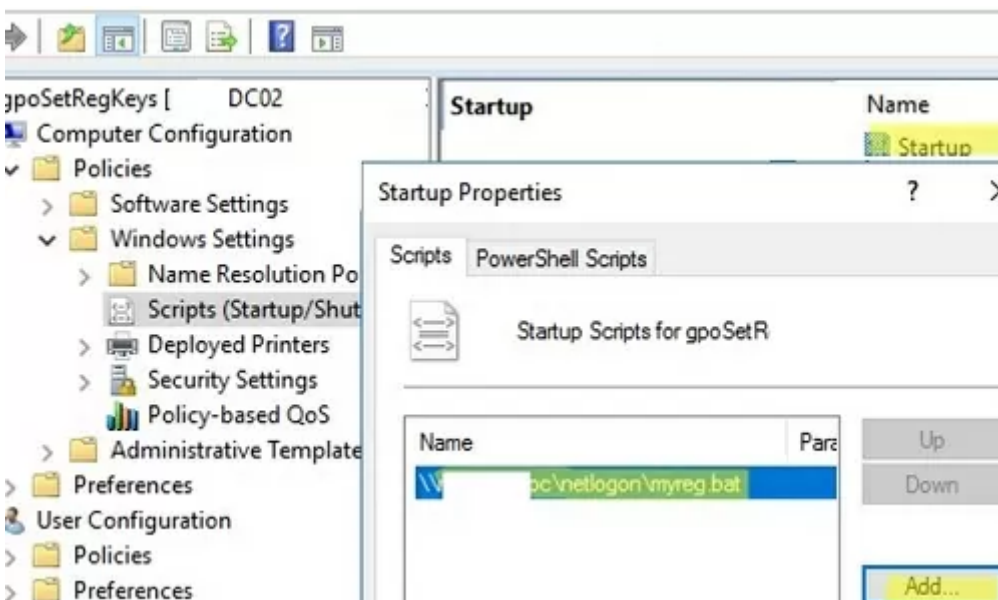 gpoSetRegKeys [ DC02
Computer Configuration
Policies
Software Settings
Windows Settings
Name Resolution Po
Scripts (Startup/Shut
Deployed Printers
Security Settings
Policy-based QoS
Administrative Template
Preferences
User Configuration
Policies
Preferences
Startup
Name
Startup
Startup Properties
?
Scripts
PowerShell Scripts
Startup Scripts for gpoSetR
Name
Para
\\ oc\netlogon\myreg.bat
Up
Down
Add...